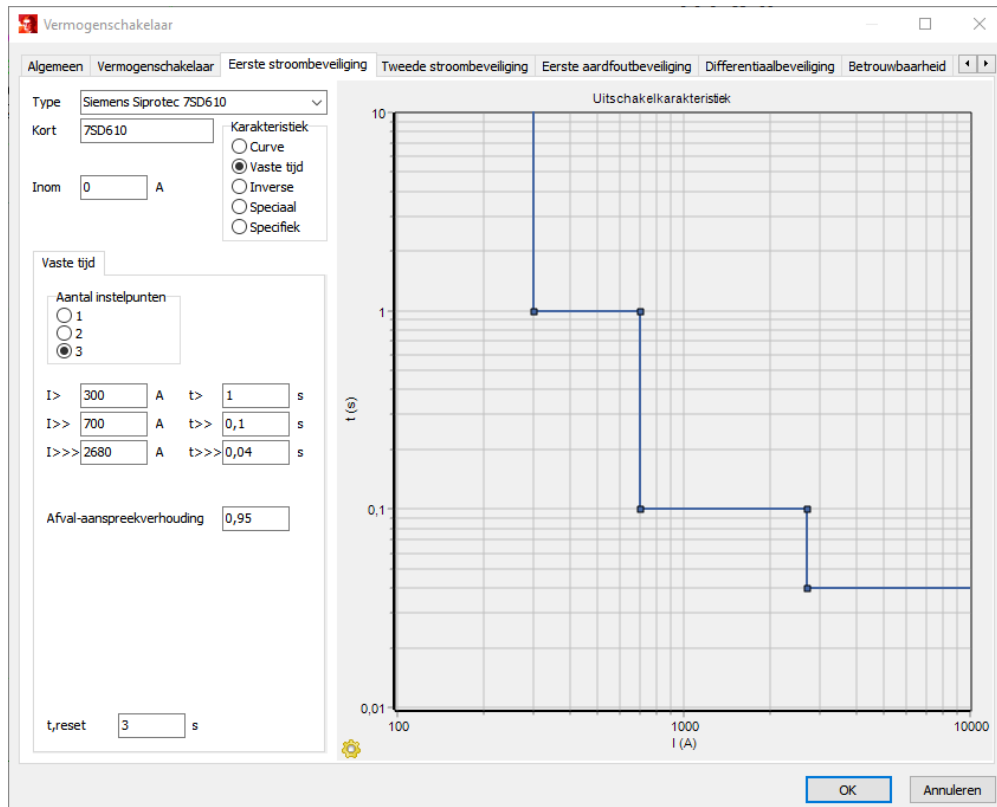 Vermogenschakelaar
Algemeen Vermogenschakelaar Eerste stroombeveiliging Tweede stroombeveiliging Eerste aardfoutbeveiliging Differentiaalbeveiliging Betrouwbaarheid
Type Siemens Siprotec 7SD610
Kort 7SD610
Inom 0 A
Karakteristiek
Curve
Vaste tijd
Inverse
Speciaal
Specifiek
Vaste tijd
Aantal instelpunten
1
2
3
I> 300 A t> 1 s
I>> 700 A t>> 0,1 s
I>>> 2680 A t>>> 0,04 s
Afval-aanspreekverhouding 0,95
t,reset 3 s
Uitschakelkarakteristiek
10
1
t (s)
0,1
0,01
100 1000 10000
I (A)
OK Annuleren